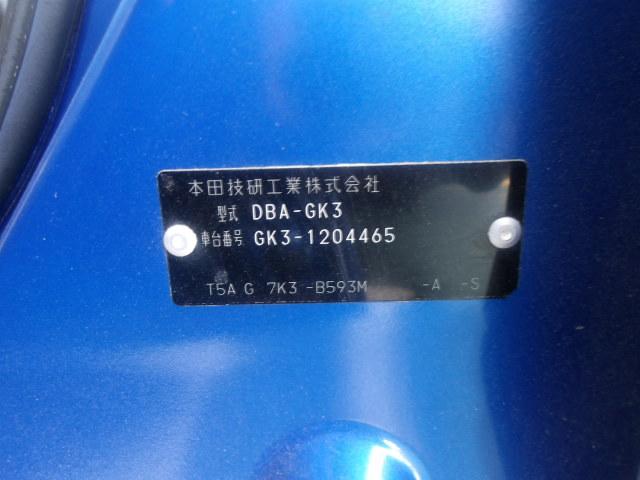 本田技研工業株式会社
型式 DBA-GK3
車台番号 GK3-1204465
T5A G 7K3 -B593M -A -S